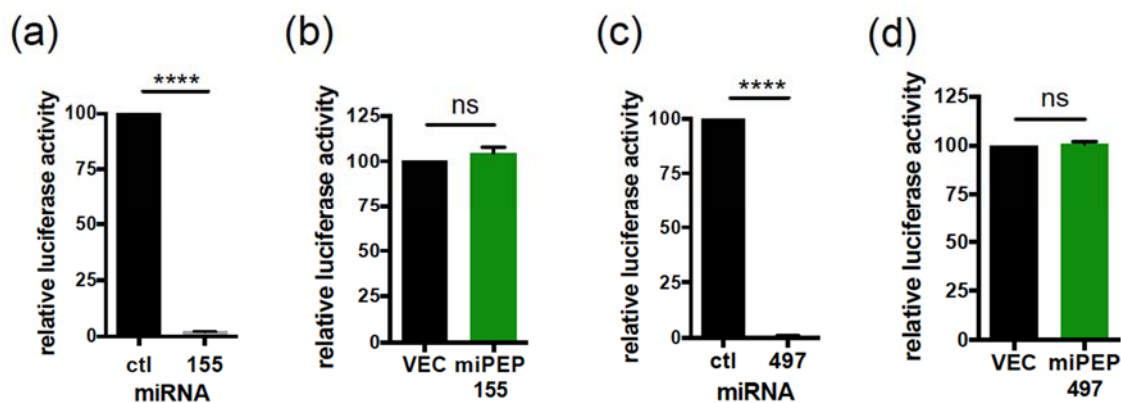 (a)
relative luciferase activity
100
75
50
25
0
****
ctl 155
miRNA
(b)
relative luciferase activity
125
100
75
50
25
0
ns
VEC miPEP
155
(c)
relative luciferase activity
100
75
50
25
0
****
ctl 497
miRNA
(d)
relative luciferase activity
125
100
75
50
25
0
ns
VEC miPEP
497